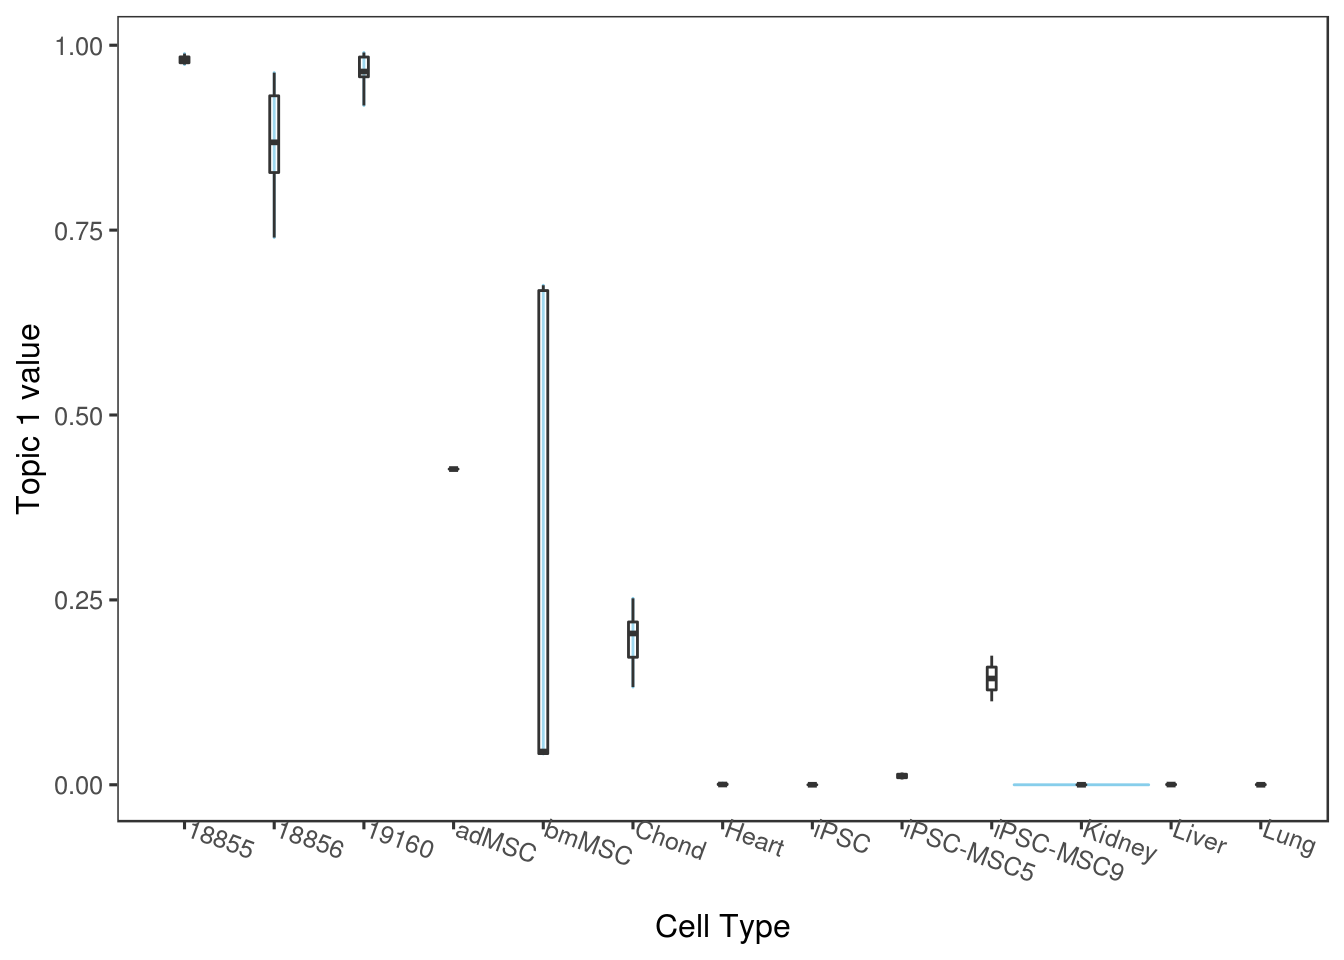 1.00
0.75
0.50
0.25
0.00
Topic 1 value
18855
18856
19160
adMSC
bmMSC
Chond
Heart
iPSC
iPSC-MSC5
iPSC-MSC9
Kidney
Liver
Lung
Cell Type